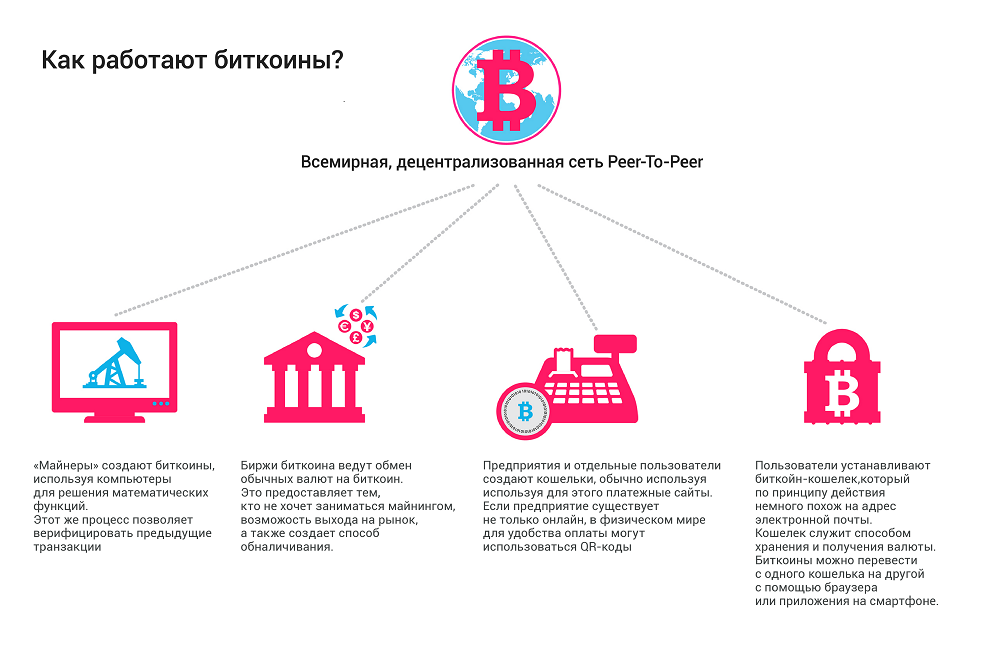 Как работают биткоины?
Всемирная, децентрализованная сеть Peer-To-Peer
«Майнеры» создают биткоины,
используя компьютеры
для решения математических
функций.
Этот же процесс позволяет
верифицировать предыдущие
транзакции
Биржи биткоина ведут обмен
обычных валют на биткоин.
Это предоставляет тем,
кто не хочет заниматься майнингом,
возможость выхода на рынок,
а также создает способ
обналичивания.
Предприятия и отдельные пользователи
создают кошельки, обычно используя
используя для этого платежные сайты.
Если предприятие существует
не только онлайн, в физическом мире
для удобства оплаты могут
использоваться QR-коды
Пользователи устанавливают
биткойн-кошелек,который
по принципу действия
немного похож на адрес
электронной почты.
Кошелек служит способом
хранения и получения валюты.
Биткоины можно перевести
с одного кошелька на другой
с помощью браузера
или приложения на смартфоне.